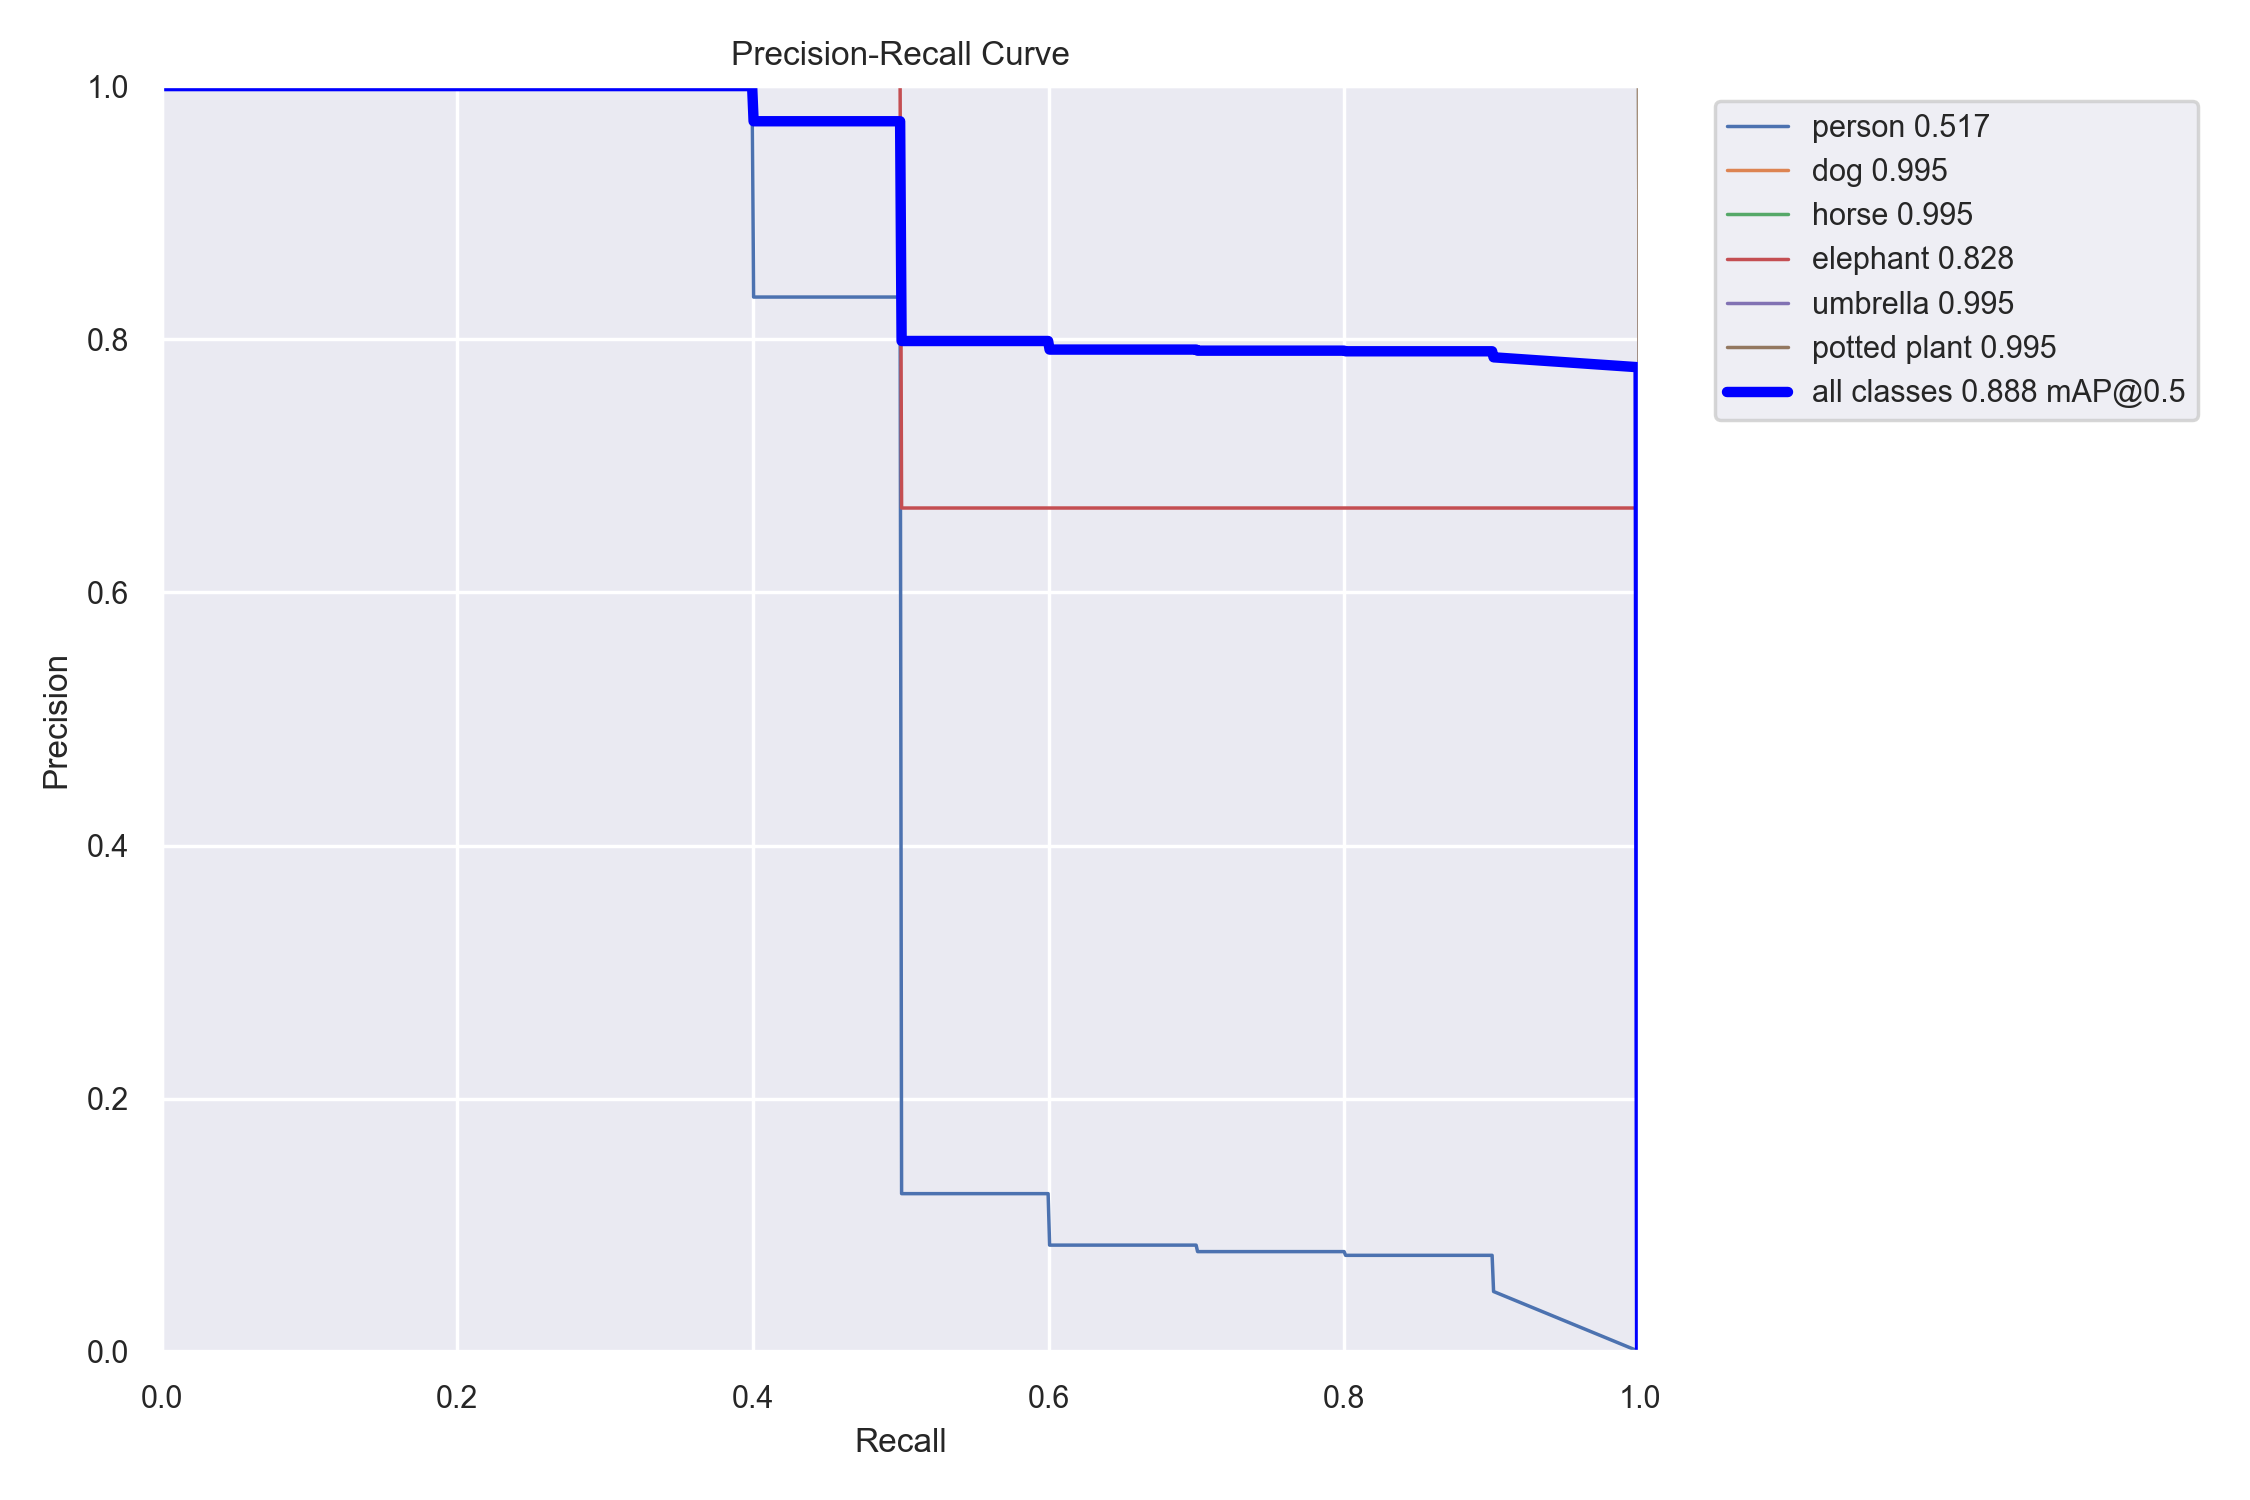 Precision-Recall Curve
1.0
0.8
0.6
0.4
0.2
0.0
Precision
0.0 0.2 0.4 0.6 0.8 1.0
Recall
person 0.517
dog 0.995
horse 0.995
elephant 0.828
umbrella 0.995
potted plant 0.995
all classes 0.888 mAP@0.5